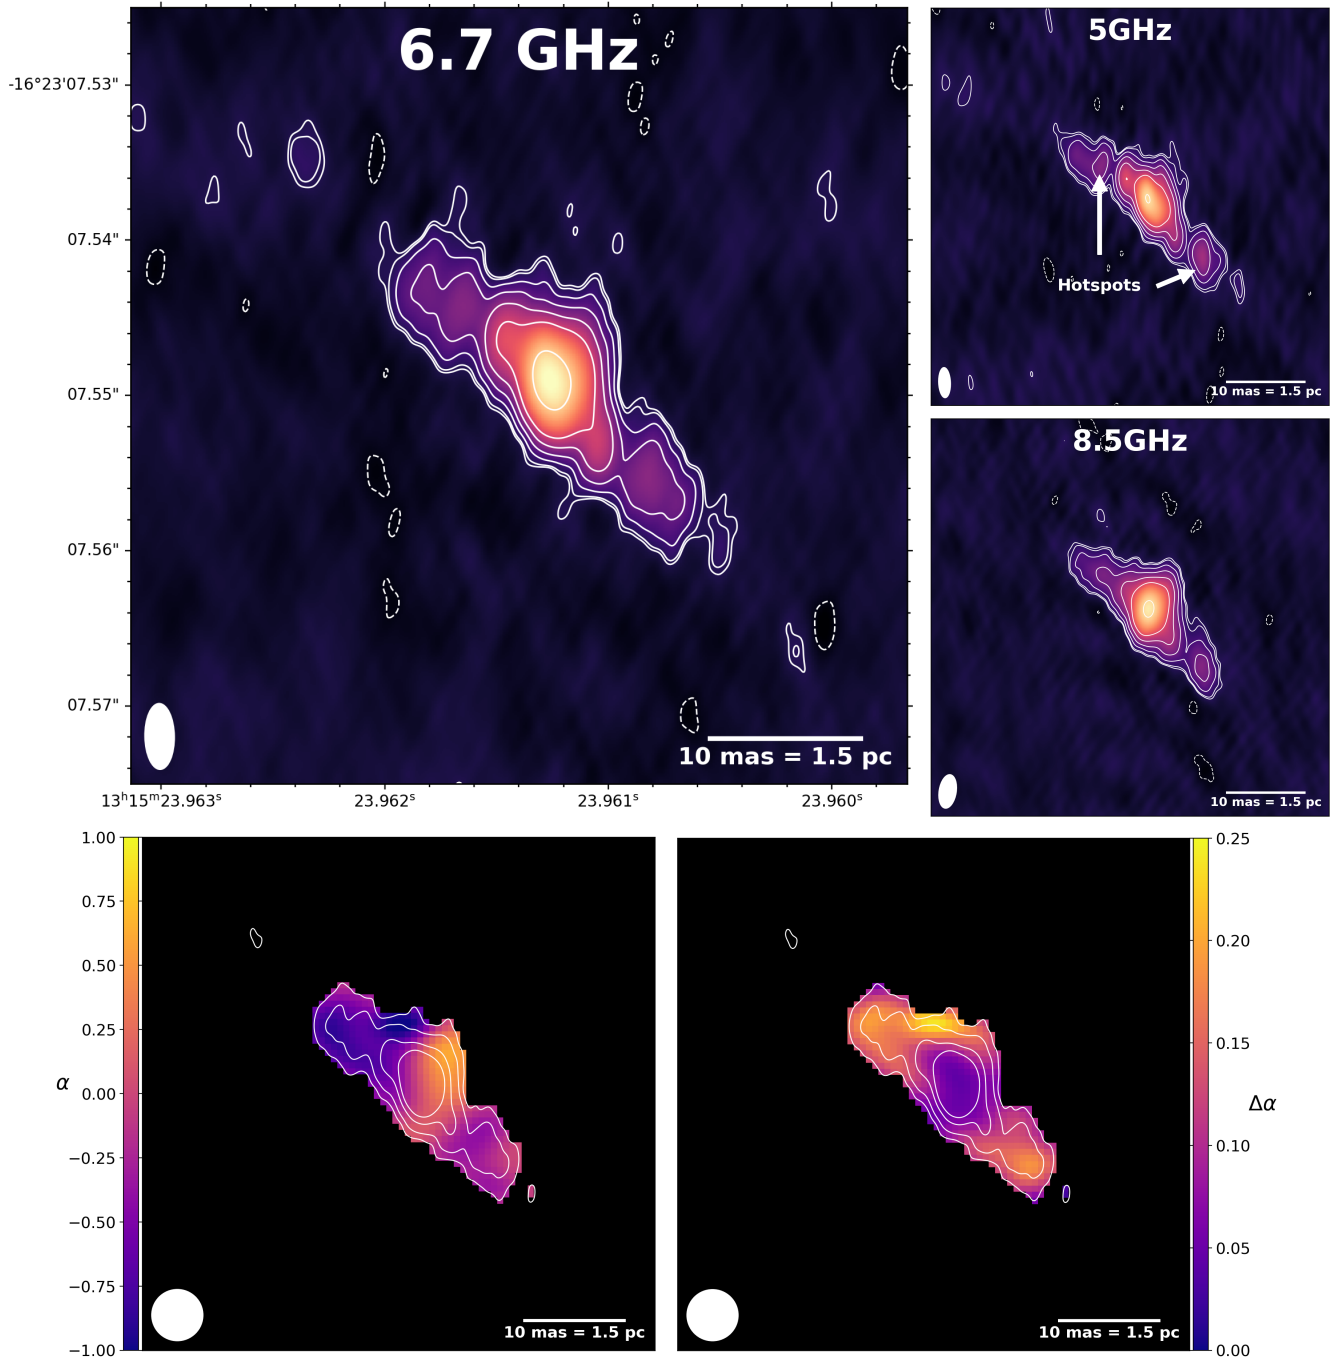 6.7 GHz
-16°23'07.53"
07.54"
07.55"
07.56"
07.57"
10 mas = 1.5 pc
13ʰ15ᵐ23.963ˢ
23.962ˢ
23.961ˢ
23.960ˢ
5GHz
Hotspots
10 mas = 1.5 pc
8.5GHz
10 mas = 1.5 pc
1.00
0.75
0.50
0.25
0.00
−0.25
−0.50
−0.75
−1.00
α
10 mas = 1.5 pc
10 mas = 1.5 pc
0.25
0.20
0.15
0.10
0.05
0.00
Δα